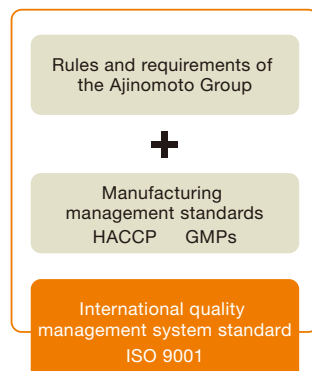 Rules and requirements of
the Ajinomoto Group
+
Manufacturing
management standards
HACCP GMPs
International quality
management system standard
ISO 9001